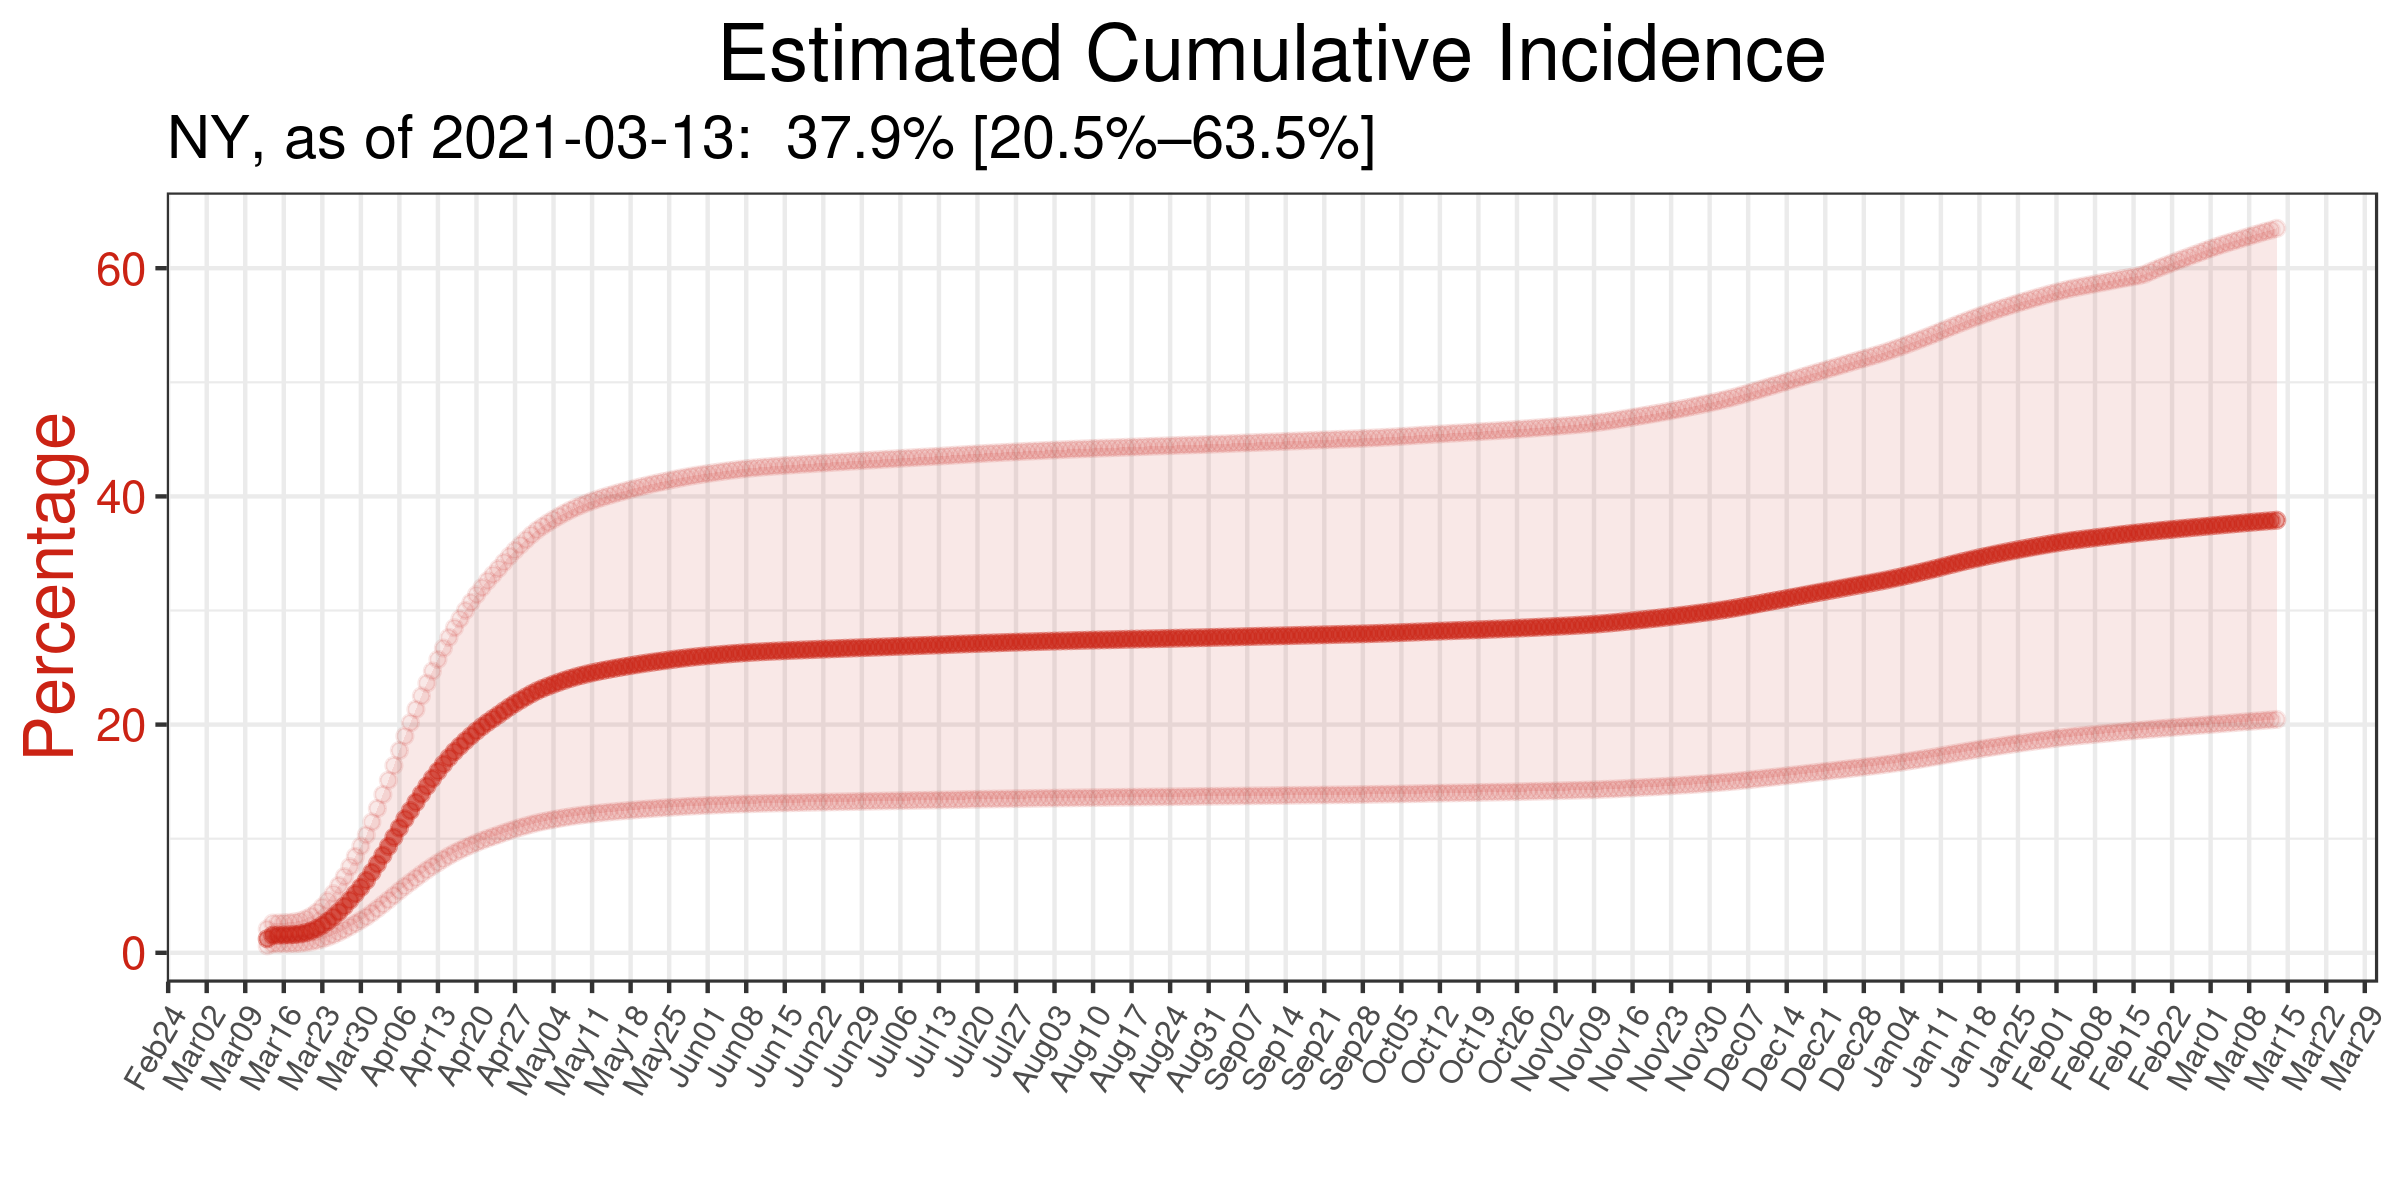 Estimated Cumulative Incidence
NY, as of 2021-03-13:  37.9% [20.5%–63.5%]
Percentage
60
40
20
0
Feb24
Mar02
Mar09
Mar16
Mar23
Mar30
Apr06
Apr13
Apr20
Apr27
May04
May11
May18
May25
Jun01
Jun08
Jun15
Jun22
Jun29
Jul06
Jul13
Jul20
Jul27
Aug03
Aug10
Aug17
Aug24
Aug31
Sep07
Sep14
Sep21
Sep28
Oct05
Oct12
Oct19
Oct26
Nov02
Nov09
Nov16
Nov23
Nov30
Dec07
Dec14
Dec21
Dec28
Jan04
Jan11
Jan18
Jan25
Feb01
Feb08
Feb15
Feb22
Mar01
Mar08
Mar15
Mar22
Mar29